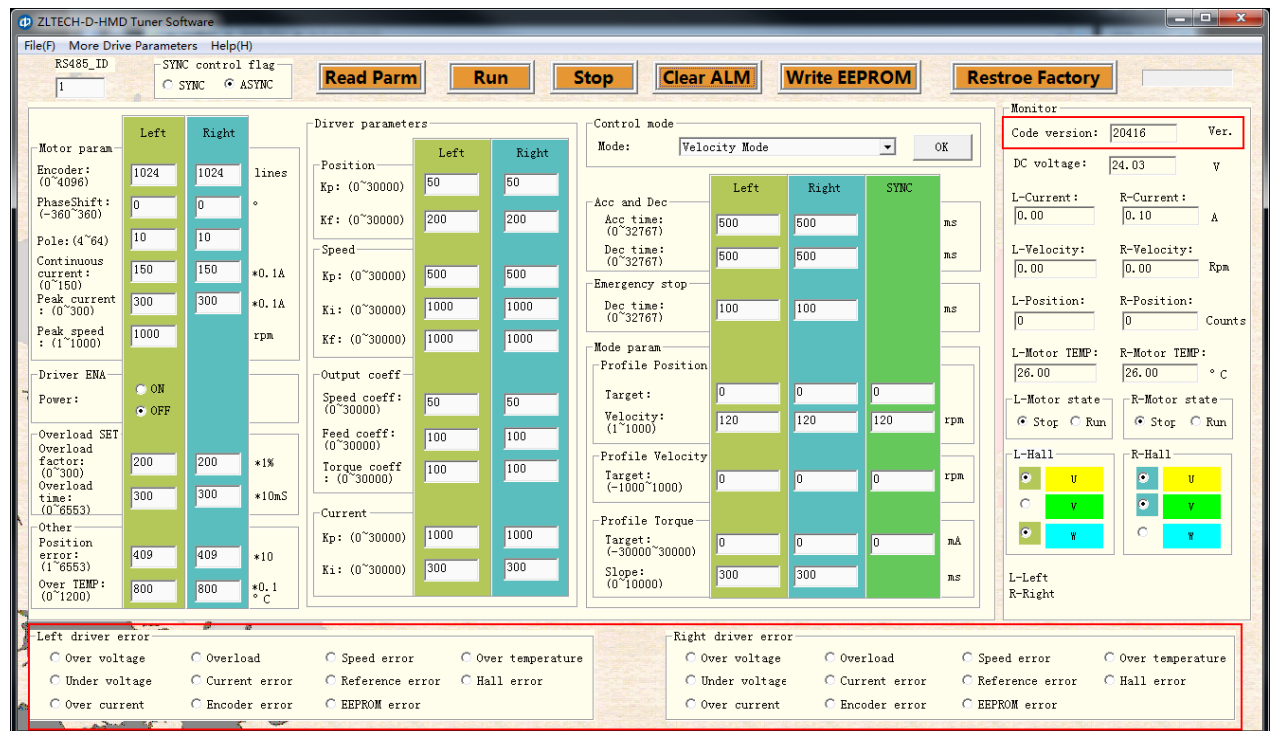 ZLTECH-D-HMD Tuner Software
File(F) More Drive Parameters Help(H)
RS485_ID
1
SYNC control flag
SYNC ASYNC
Read Parm
Run
Stop
Clear ALM
Write EEPROM
Restroe Factory
Left Right
Motor param
Encoder: (0~4096) 1024 1024 lines
PhaseShift: (-360~360) 0 0 °
Pole:(4~64) 10 10
Continuous current: (0~150) 150 150 *0.1A
Peak current : (0~300) 300 300 *0.1A
Peak speed : (1~1000) 1000 rpm
Driver ENA
Power: ON
OFF
Overload SET
Overload factor: (0~300) 200 200 *1%
Overload time: (0~6553) 300 300 *10mS
Other
Position error: (1~6553) 409 409 *10
Over TEMP: (0~1200) 800 800 *0.1 °C
Dirver parameters
Left Right
Position
Kp: (0~30000) 50 50
Kf: (0~30000) 200 200
Speed
Kp: (0~30000) 500 500
Ki: (0~30000) 1000 1000
Kf: (0~30000) 1000 1000
Output coeff
Speed coeff: (0~30000) 50 50
Feed coeff: (0~30000) 100 100
Torque coeff : (0~30000) 100 100
Current
Kp: (0~30000) 1000 1000
Ki: (0~30000) 300 300
Control mode
Mode: Velocity Mode OK
Left Right SYNC
Acc and Dec
Acc time: (0~32767) 500 500 ms
Dec time: (0~32767) 500 500 ms
Emergency stop
Dec time: (0~32767) 100 100 ms
Mode param
Profile Position
Target: 0 0 0
Velocity: (1~1000) 120 120 120 rpm
Profile Velocity
Target: (-1000~1000) 0 0 0 rpm
Profile Torque
Target: (-30000~30000) 0 0 0 mA
Slope: (0~10000) 300 300 ms
Monitor
Code version: 20416 Ver.
DC voltage: 24.03 V
L-Current: R-Current:
0.00 0.10 A
L-Velocity: R-Velocity:
0.00 0.00 Rpm
L-Position: R-Position:
0 0 Counts
L-Motor TEMP: R-Motor TEMP:
26.00 26.00 °C
L-Motor state R-Motor state
Stop Run Stop Run
L-Hall R-Hall
U U
V V
W W
L-Left
R-Right
Left driver error
Over voltage Overload Speed error Over temperature
Under voltage Current error Reference error Hall error
Over current Encoder error EEPROM error
Right driver error
Over voltage Overload Speed error Over temperature
Under voltage Current error Reference error Hall error
Over current Encoder error EEPROM error